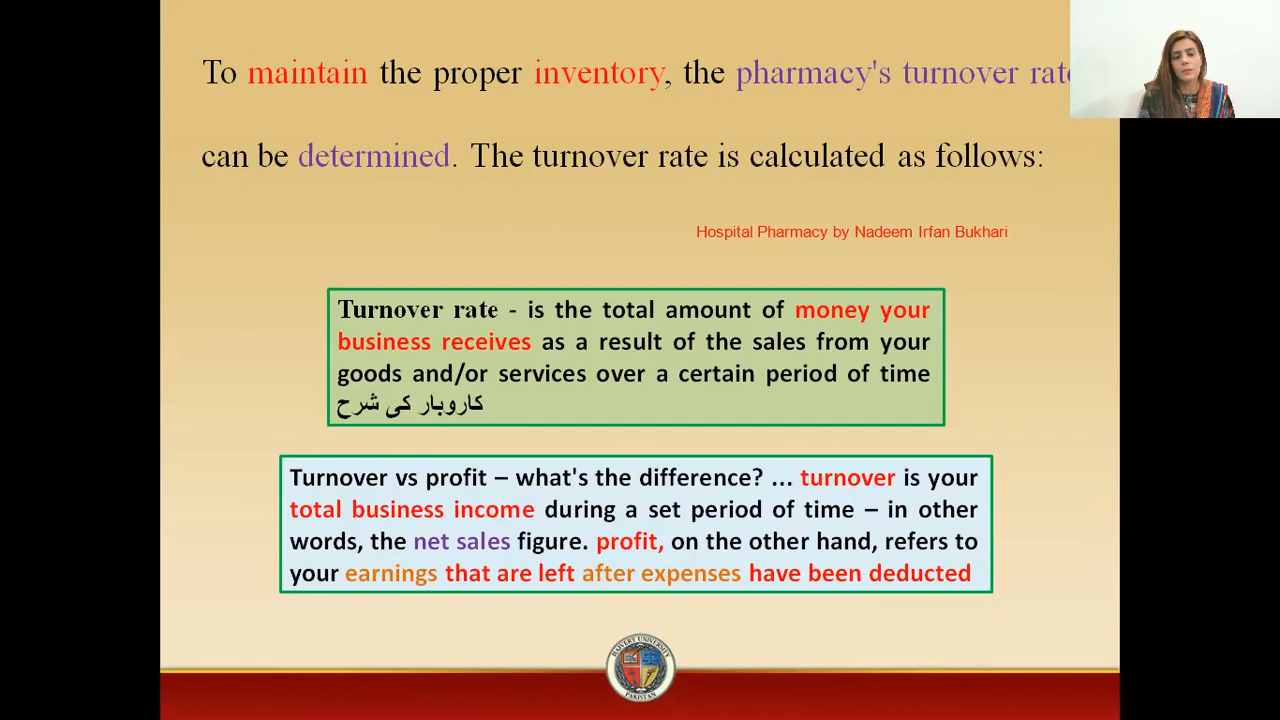 To maintain the proper inventory, the pharmacy's turnover rate
can be determined. The turnover rate is calculated as follows:
Hospital Pharmacy by Nadeem Irfan Bukhari
Turnover rate - is the total amount of money your
business receives as a result of the sales from your
goods and/or services over a certain period of time
کاروبار کی شرح
Turnover vs profit – what's the difference? ... turnover is your
total business income during a set period of time – in other
words, the net sales figure. profit, on the other hand, refers to
your earnings that are left after expenses have been deducted
PAKISTAN